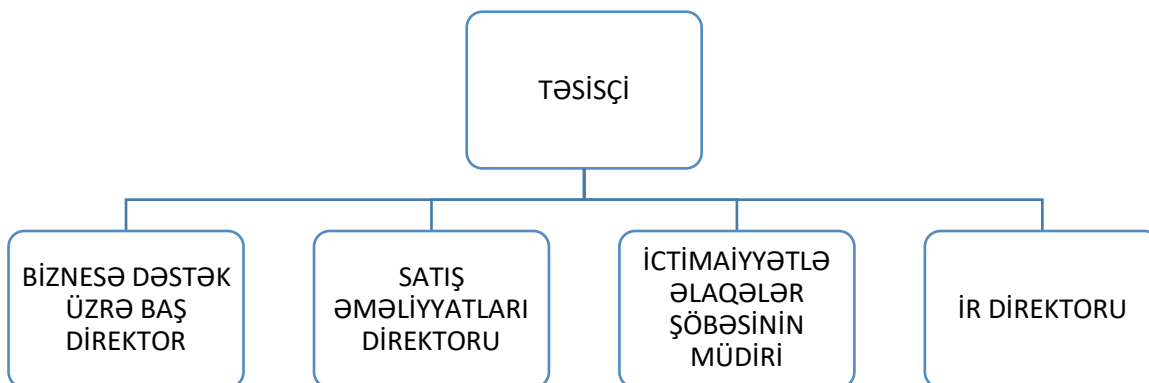 TƏSİSÇİ
BİZNESƏ DƏSTƏK
ÜZRƏ BAŞ
DİREKTOR
SATIŞ
ƏMƏLİYYATLARI
DİREKTORU
İCTİMAİYYƏTLƏ
ƏLAQƏLƏR
ŞÖBƏSİNİN
MÜDİRİ
İR DİREKTORU